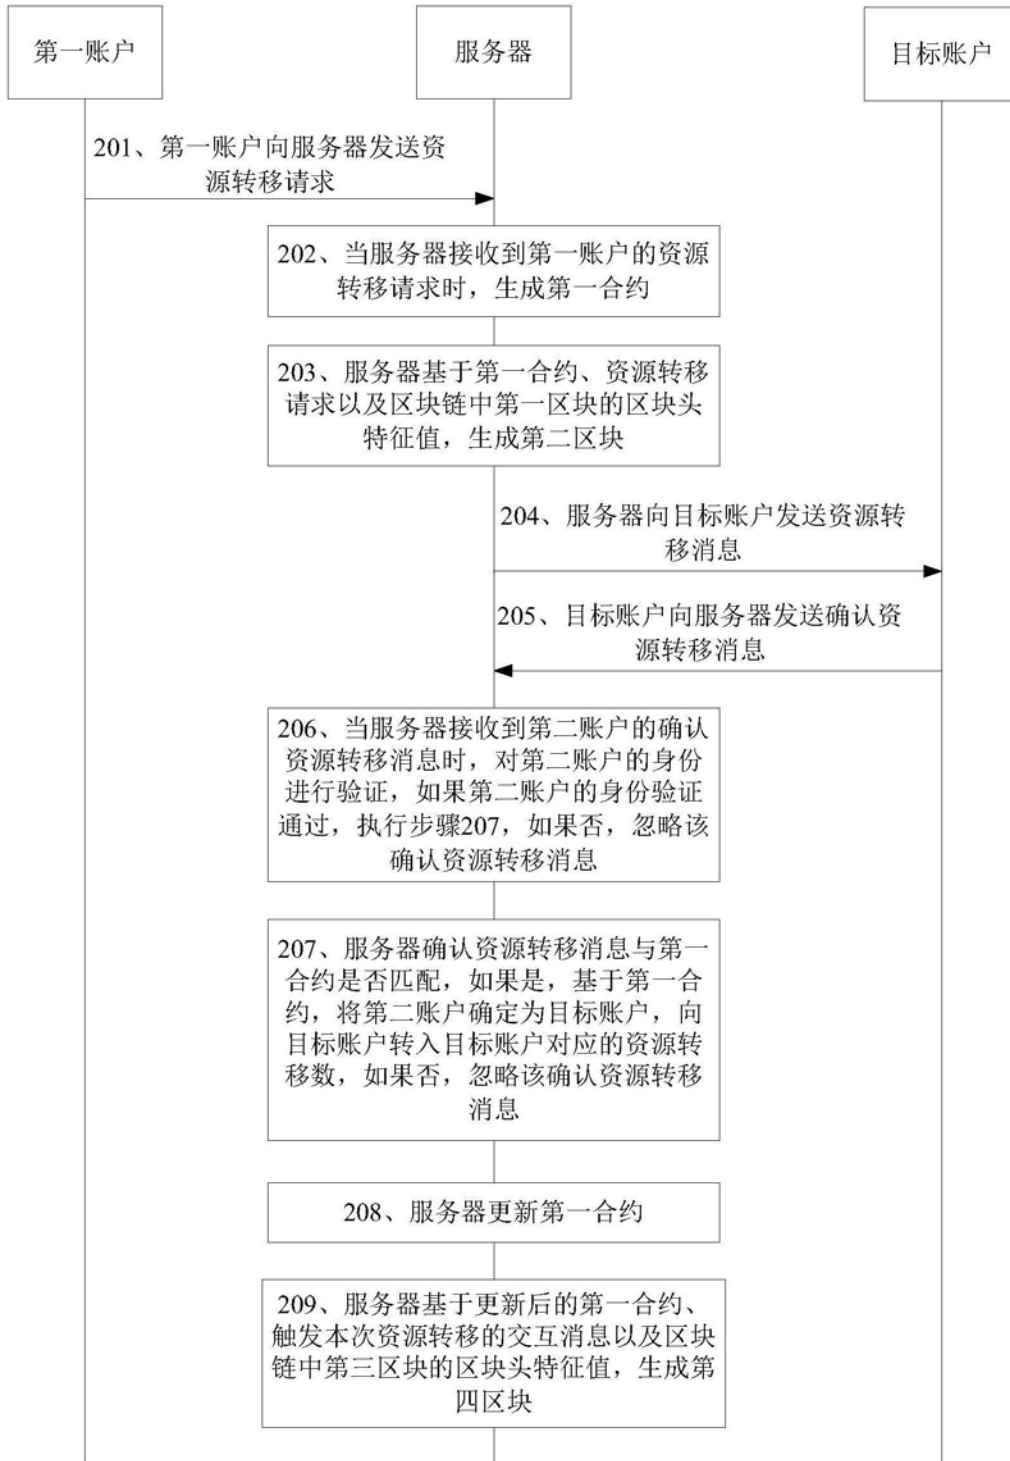 第一账户
服务器
目标账户
201、第一账户向服务器发送资
源转移请求
202、当服务器接收到第一账户的资源
转移请求时，生成第一合约
203、服务器基于第一合约、资源转移
请求以及区块链中第一区块的区块头
特征值，生成第二区块
204、服务器向目标账户发送资源转
移消息
205、目标账户向服务器发送确认资
源转移消息
206、当服务器接收到第二账户的确认
资源转移消息时，对第二账户的身份
进行验证，如果第二账户的身份验证
通过，执行步骤207，如果否，忽略该
确认资源转移消息
207、服务器确认资源转移消息与第一
合约是否匹配，如果是，基于第一合
约，将第二账户确定为目标账户，向
目标账户转入目标账户对应的资源转
移数，如果否，忽略该确认资源转移
消息
208、服务器更新第一合约
209、服务器基于更新后的第一合约、
触发本次资源转移的交互消息以及区块
链中第三区块的区块头特征值，生成第
四区块